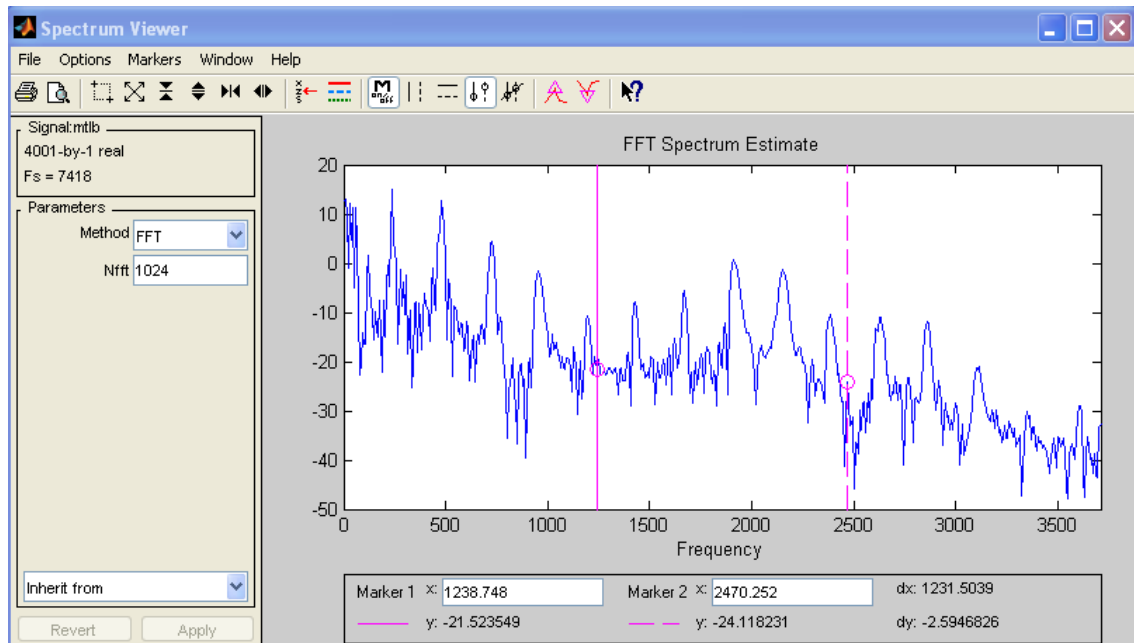 Spectrum Viewer
File Options Markers Window Help
M
on/off
Signal:mtlb
4001-by-1 real
Fs = 7418
Parameters
Method FFT
Nfft 1024
Inherit from
Revert Apply
FFT Spectrum Estimate
20
10
0
-10
-20
-30
-40
-50
0 500 1000 1500 2000 2500 3000 3500
Frequency
Marker 1 x: 1238.748 Marker 2 x: 2470.252 dx: 1231.5039
y: -21.523549 y: -24.118231 dy: -2.5946826